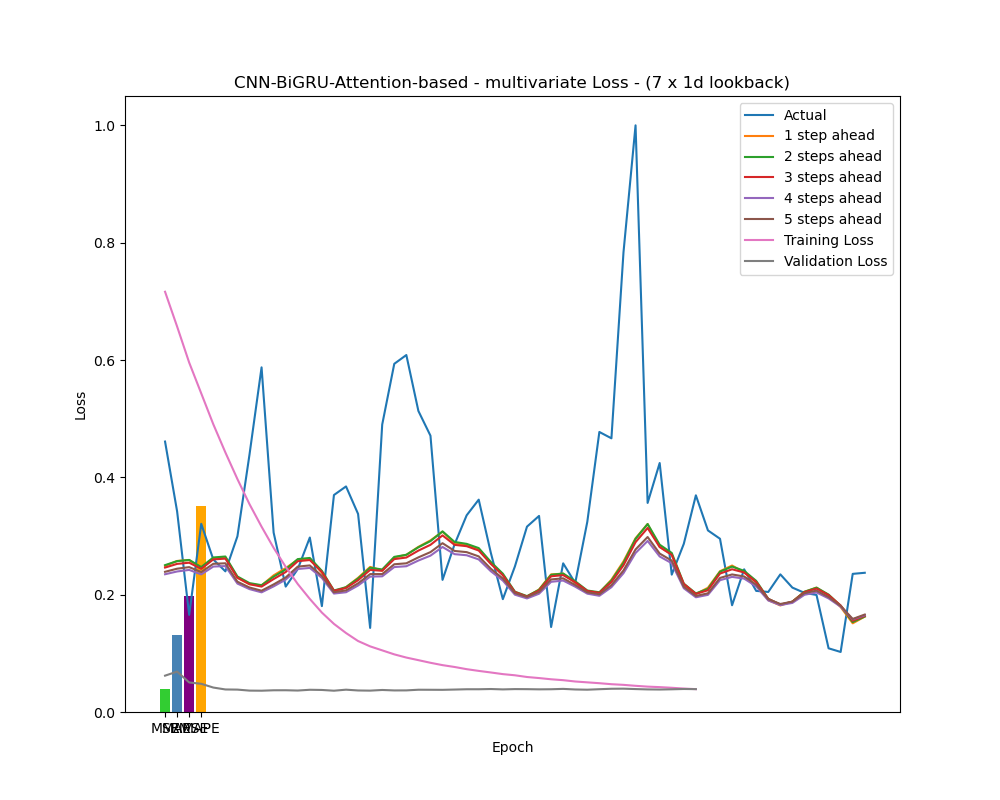 CNN-BiGRU-Attention-based - multivariate Loss - (7 x 1d lookback)
1.0
0.8
0.6
0.4
0.2
0.0
Loss
Actual
1 step ahead
2 steps ahead
3 steps ahead
4 steps ahead
5 steps ahead
Training Loss
Validation Loss
Epoch